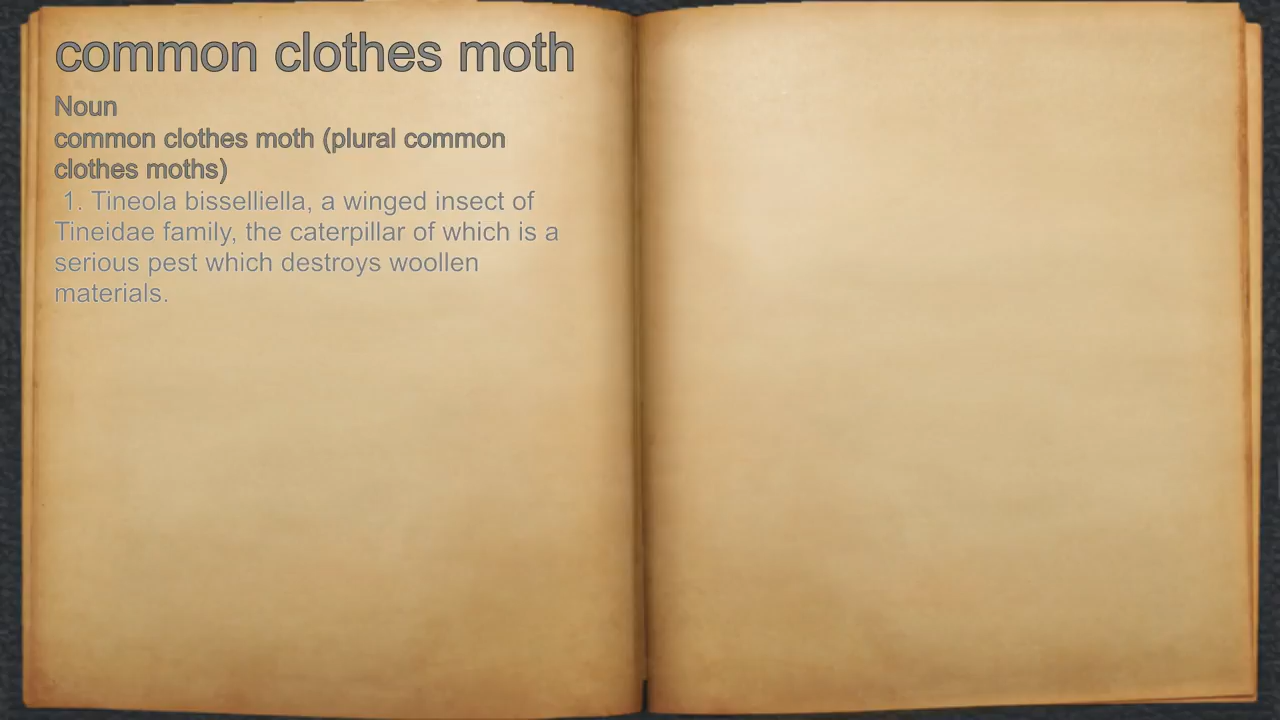 common clothes moth
Noun
common clothes moth (plural common
clothes moths)
1. Tineola bisselliella, a winged insect of
Tineidae family, the caterpillar of which is a
serious pest which destroys woollen
materials.